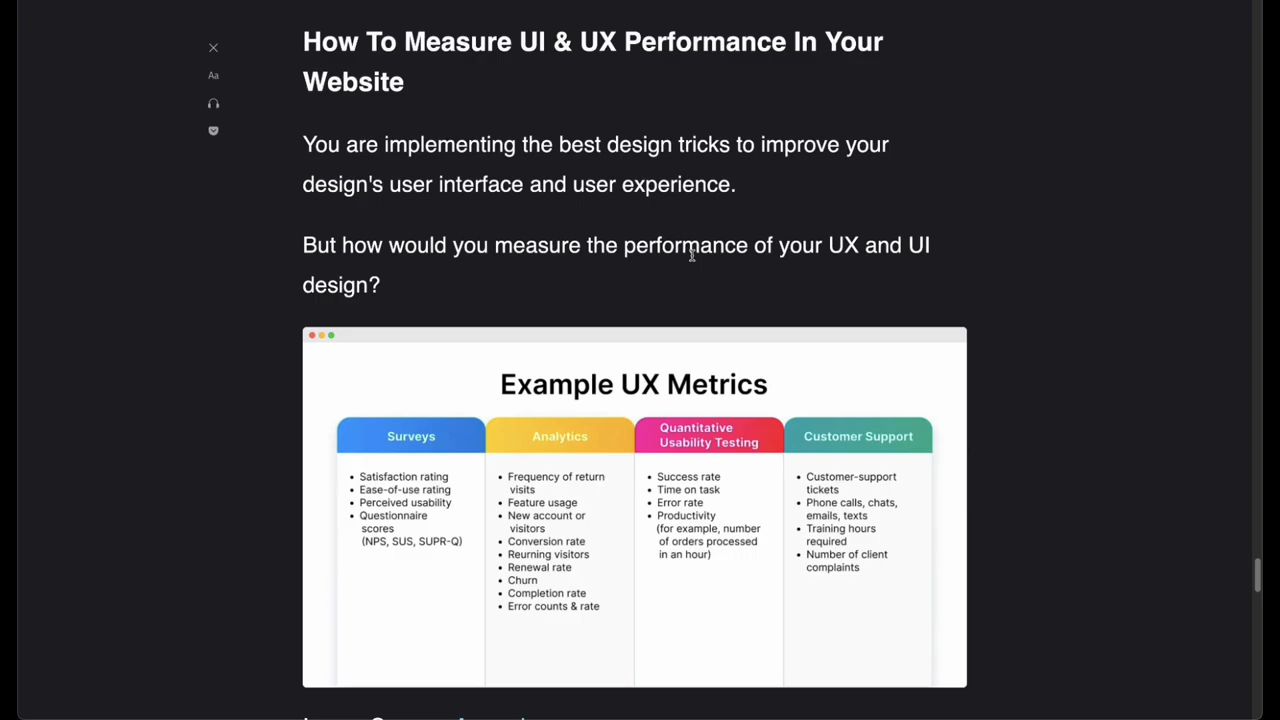 How To Measure UI & UX Performance In Your
Website
Aa
You are implementing the best design tricks to improve your
design's user interface and user experience.
But how would you measure the performance of your UX and UI
design?
Example UX Metrics
Surveys
• Satisfaction rating
• Ease-of-use rating
• Perceived usability
• Questionnaire
scores
(NPS, SUS, SUPR-Q)
Analytics
• Frequency of return
visits
• Feature usage
• New account or
visitors
• Conversion rate
• Reurning visitors
• Renewal rate
• Churn
• Completion rate
• Error counts & rate
Quantitative
Usability Testing
• Success rate
• Time on task
• Error rate
• Productivity
(for example, number
of orders processed
in an hour)
Customer Support
• Customer-support
tickets
• Phone calls, chats,
emails, texts
• Training hours
required
• Number of client
complaints